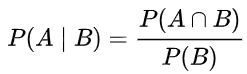 P(A | B) = P(A ∩ B) / P(B)